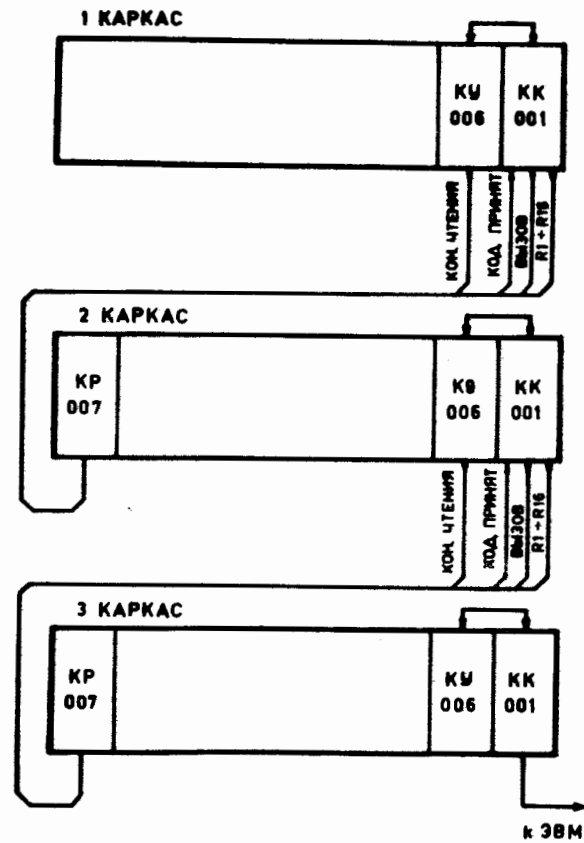 1 КАРКАС
КУ
006
КК
001
КОН. ЧТЕНИЯ
КОД ПРИНЯТ
ВЫЗОВ
R1÷R16
2 КАРКАС
КР
007
КВ
006
КК
001
КОН. ЧТЕНИЯ
КОД ПРИНЯТ
ВЫЗОВ
R1÷R16
3 КАРКАС
КР
007
КУ
006
КК
001
к ЭВМ